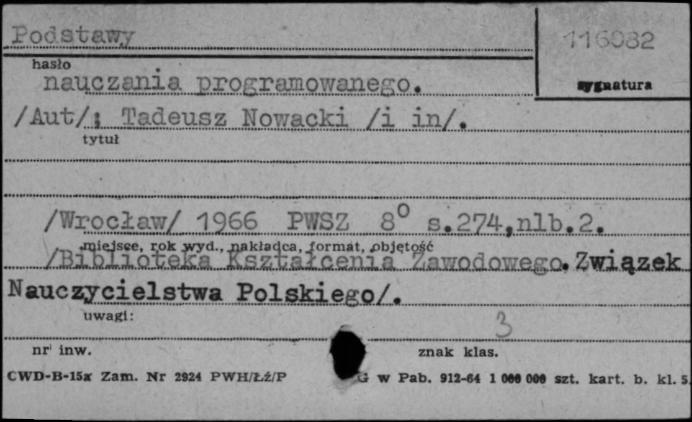 Podstawy
116082
hasło
nauczania programowanego.
sygnatura
/Aut/: Tadeusz Nowacki /i in/.
tytuł
/Wrocław/ 1966 PWSZ 8° s.274,nlb.2.
miejsce, rok wyd., nakładca, format, objętość
/Biblioteka Kształcenia Zawodowego. Związek
Nauczycielstwa Polskiego/.
uwagi:
3
nr inw.
znak klas.
CWD-B-15x Zam. Nr 2924 PWH/Łź/P G w Pab. 912-64 1 000 000 szt. kart. b. kl. 5.